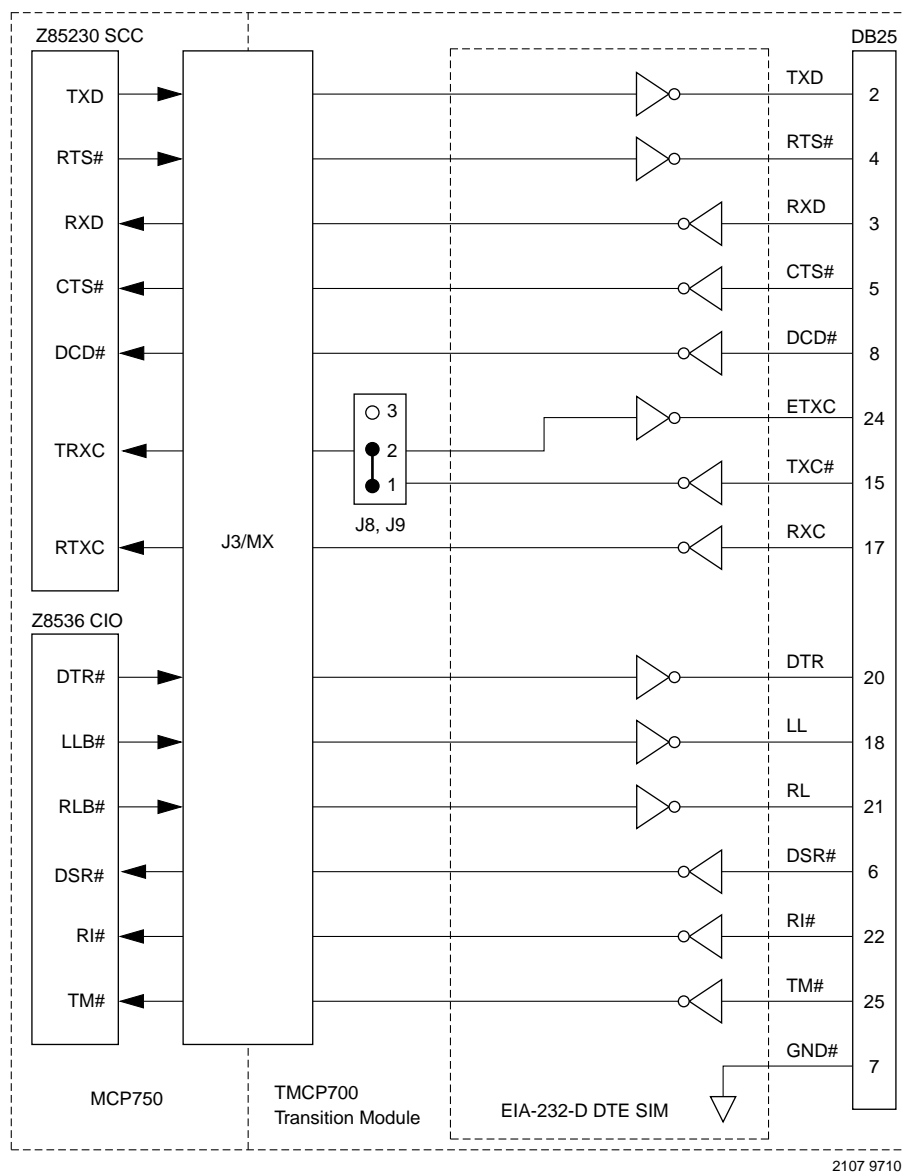 Z85230 SCC
DB25
TXD
TXD
2
RTS#
RTS#
4
RXD
RXD
3
CTS#
CTS#
5
DCD#
DCD#
8
3
ETXC
24
TRXC
2
1
TXC#
15
J8, J9
RTXC
J3/MX
RXC
17
Z8536 CIO
DTR#
DTR
20
LLB#
LL
18
RLB#
RL
21
DSR#
DSR#
6
RI#
RI#
22
TM#
TM#
25
GND#
7
MCP750
TMCP700
Transition Module
EIA-232-D DTE SIM
2107 9710